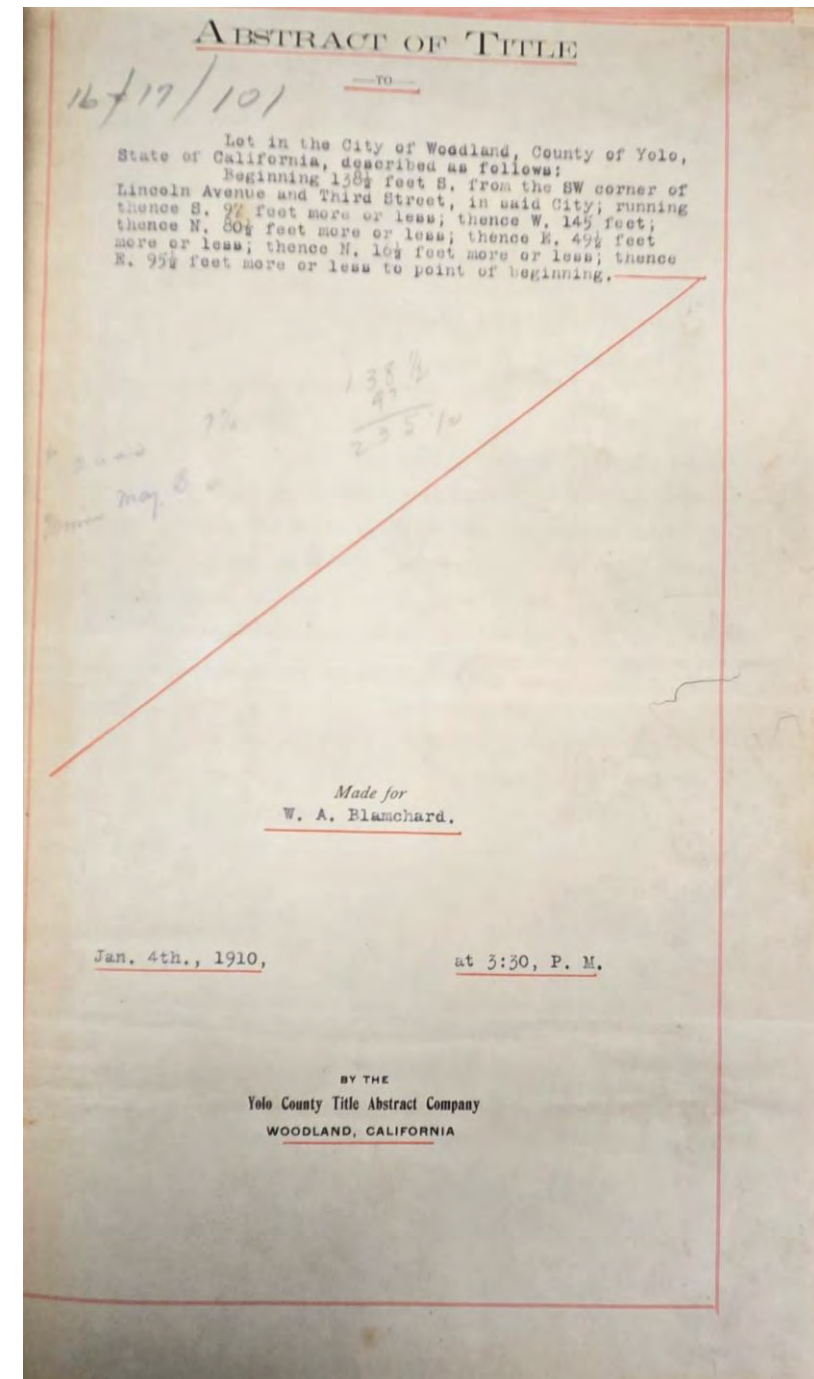 ABSTRACT OF TITLE
—TO—
16+17/101
Lot in the City of Woodland, County of Yolo,
State of California, described as follows:
Beginning 138½ feet S. from the SW corner of
Lincoln Avenue and Third Street, in said City; running
thence S. 97 feet more or less; thence W. 145 feet;
thence N. 80½ feet more or less; thence E. 49½ feet
more or less; thence N. 16½ feet more or less; thence
E. 95½ feet more or less to point of beginning.
138½
97
235½
7%
May
Made for
W. A. Blamchard.
Jan. 4th., 1910, at 3:30, P. M.
BY THE
Yolo County Title Abstract Company
WOODLAND, CALIFORNIA